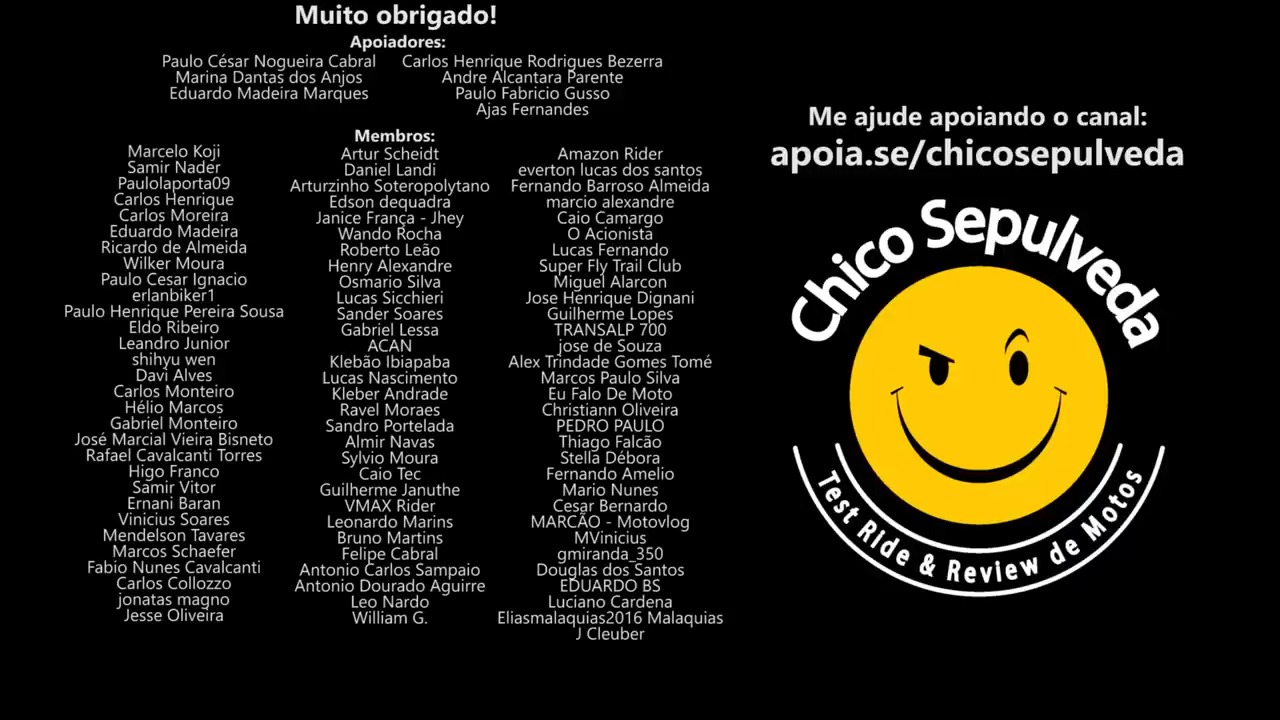 Muito obrigado!
Apoiadores:
Paulo César Nogueira Cabral
Marina Dantas dos Anjos
Eduardo Madeira Marques
Carlos Henrique Rodrigues Bezerra
Andre Alcantara Parente
Paulo Fabricio Gusso
Ajas Fernandes
Membros:
Marcelo Koji
Samir Nader
Paulolaporta09
Carlos Henrique
Carlos Moreira
Eduardo Madeira
Ricardo de Almeida
Wilker Moura
Paulo Cesar Ignacio
erlanbiker1
Paulo Henrique Pereira Sousa
Eldo Ribeiro
Leandro Junior
shihyu wen
Davi Alves
Carlos Monteiro
Hélio Marcos
Gabriel Monteiro
José Marcial Vieira Bisneto
Rafael Cavalcanti Torres
Higo Franco
Samir Vitor
Ernani Baran
Vinicius Soares
Mendelson Tavares
Marcos Schaefer
Fabio Nunes Cavalcanti
Carlos Collozzo
jonatas magno
Jesse Oliveira
Artur Scheidt
Daniel Landi
Arturzinho Soteropolytano
Edson dequadra
Janice França - Jhey
Wando Rocha
Roberto Leão
Henry Alexandre
Osmario Silva
Lucas Sicchieri
Sander Soares
Gabriel Lessa
ACAN
Klebão Ibiapaba
Lucas Nascimento
Kleber Andrade
Ravel Moraes
Sandro Portelada
Almir Navas
Sylvio Moura
Caio Tec
Guilherme Januthe
VMAX Rider
Leonardo Marins
Bruno Martins
Felipe Cabral
Antonio Carlos Sampaio
Antonio Dourado Aguirre
Leo Nardo
William G.
Amazon Rider
everton lucas dos santos
Fernando Barroso Almeida
marcio alexandre
Caio Camargo
O Acionista
Lucas Fernando
Super Fly Trail Club
Miguel Alarcon
Jose Henrique Dignani
Guilherme Lopes
TRANSALP 700
jose de Souza
Alex Trindade Gomes Tomé
Marcos Paulo Silva
Eu Falo De Moto
Christiann Oliveira
PEDRO PAULO
Thiago Falcão
Stella Débora
Fernando Amelio
Mario Nunes
Cesar Bernardo
MARCÃO - Motovlog
MVinicius
gmiranda_350
Douglas dos Santos
EDUARDO BS
Luciano Cardena
Eliasmalaquias2016 Malaquias
J Cleuber
Me ajude apoiando o canal:
apoia.se/chicosepulveda
Chico Sepulveda
Test Ride & Review de Motos